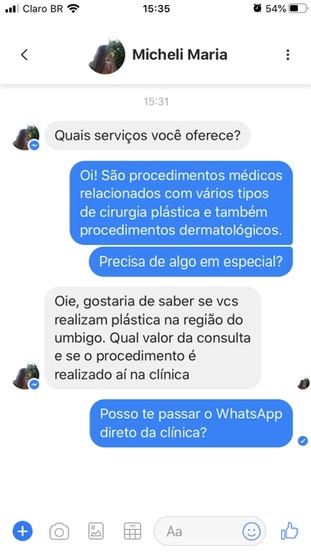 Claro BR 15:35 54%
Micheli Maria
15:31
Quais serviços você oferece?
Oi! São procedimentos médicos
relacionados com vários tipos
de cirurgia plástica e também
procedimentos dermatológicos.
Precisa de algo em especial?
Oie, gostaria de saber se vcs
realizam plástica na região do
umbigo. Qual valor da consulta
e se o procedimento é
realizado aí na clínica
Posso te passar o WhatsApp
direto da clínica?
Aa